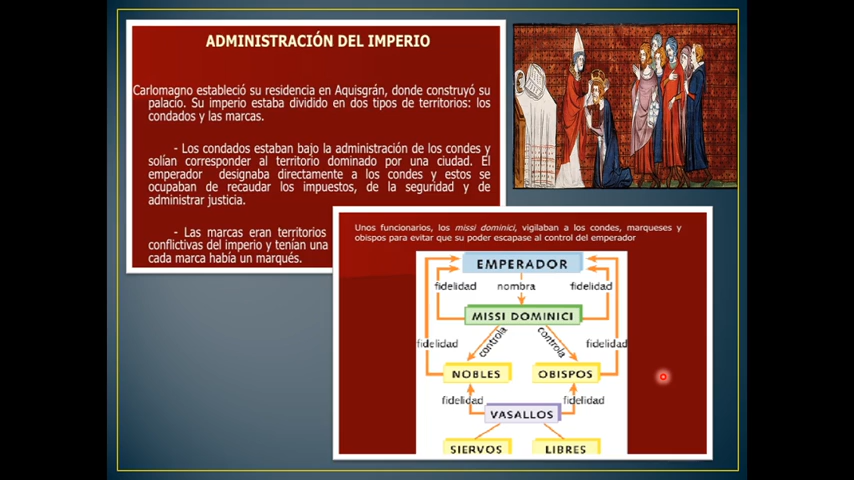 ADMINISTRACIÓN DEL IMPERIO
Carlomagno estableció su residencia en Aquisgrán, donde construyó su
palacio. Su imperio estaba dividido en dos tipos de territorios: los
condados y las marcas.
- Los condados estaban bajo la administración de los condes y
solían corresponder al territorio dominado por una ciudad. El
emperador designaba directamente a los condes y estos se
ocupaban de recaudar los impuestos, de la seguridad y de
administrar justicia.
- Las marcas eran territorios
conflictivas del imperio y tenían una
cada marca había un marqués.
Unos funcionarios, los missi dominici, vigilaban a los condes, marqueses y
obispos para evitar que su poder escapase al control del emperador
EMPERADOR
fidelidad nombra fidelidad
MISSI DOMINICI
fidelidad controla controla fidelidad
NOBLES OBISPOS
fidelidad fidelidad
VASALLOS
SIERVOS LIBRES